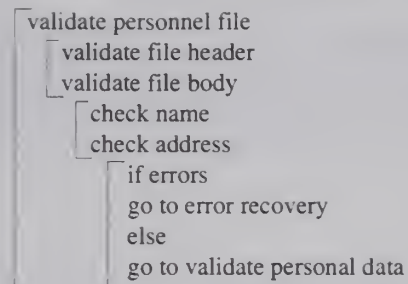 validate personnel file
validate file header
validate file body
check name
check address
if errors
go to error recovery
else
go to validate personal data